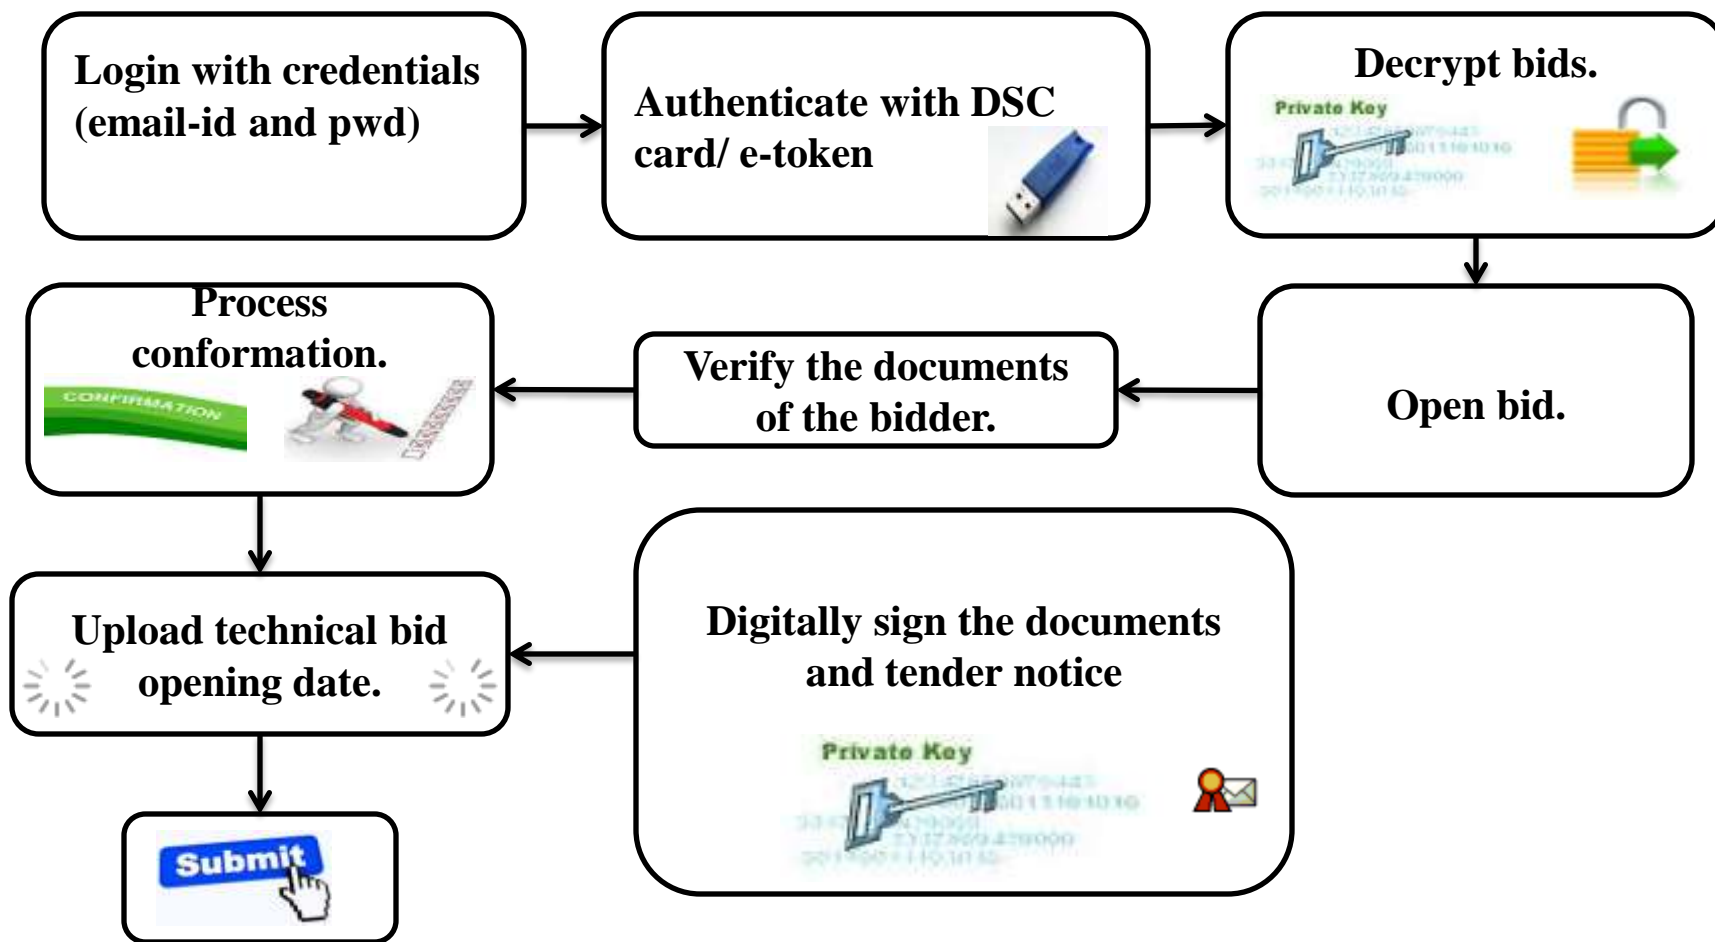 Login with credentials
(email-id and pwd)
Authenticate with DSC
card/ e-token
Decrypt bids.
Private Key
Process
conformation.
CONFIRMATION
Verify the documents
of the bidder.
Open bid.
Upload technical bid
opening date.
Digitally sign the documents
and tender notice
Private Key
Submit